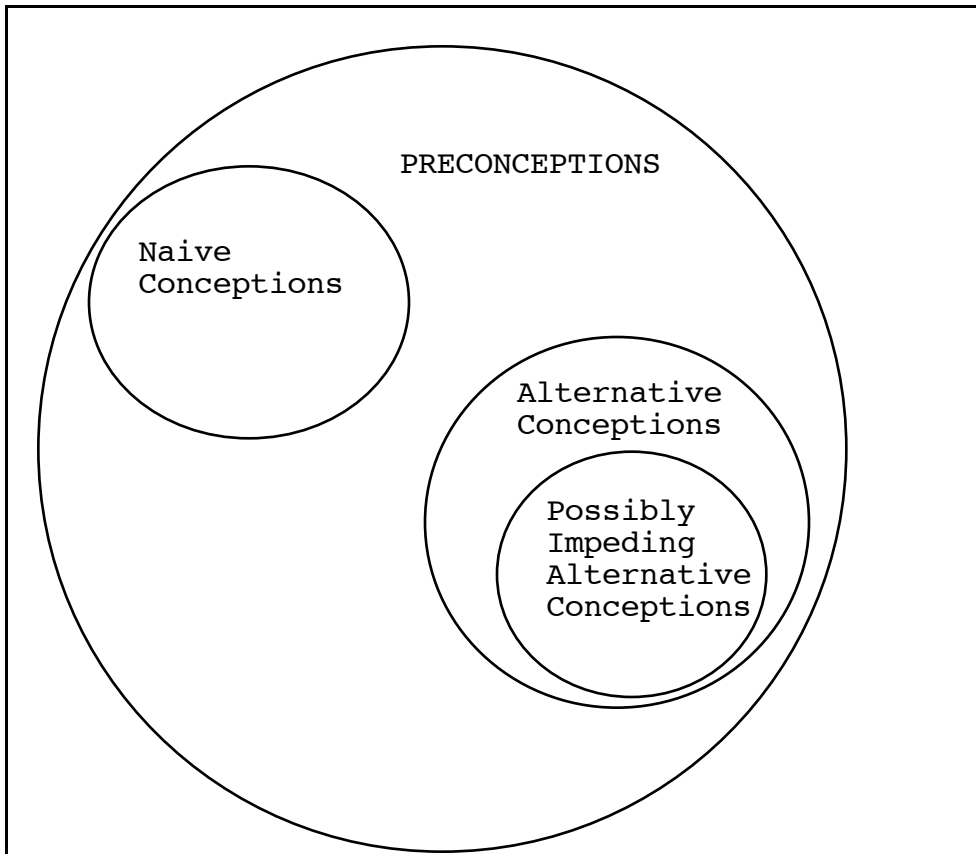 PRECONCEPTIONS
Naive
Conceptions
Alternative
Conceptions
Possibly
Impeding
Alternative
Conceptions